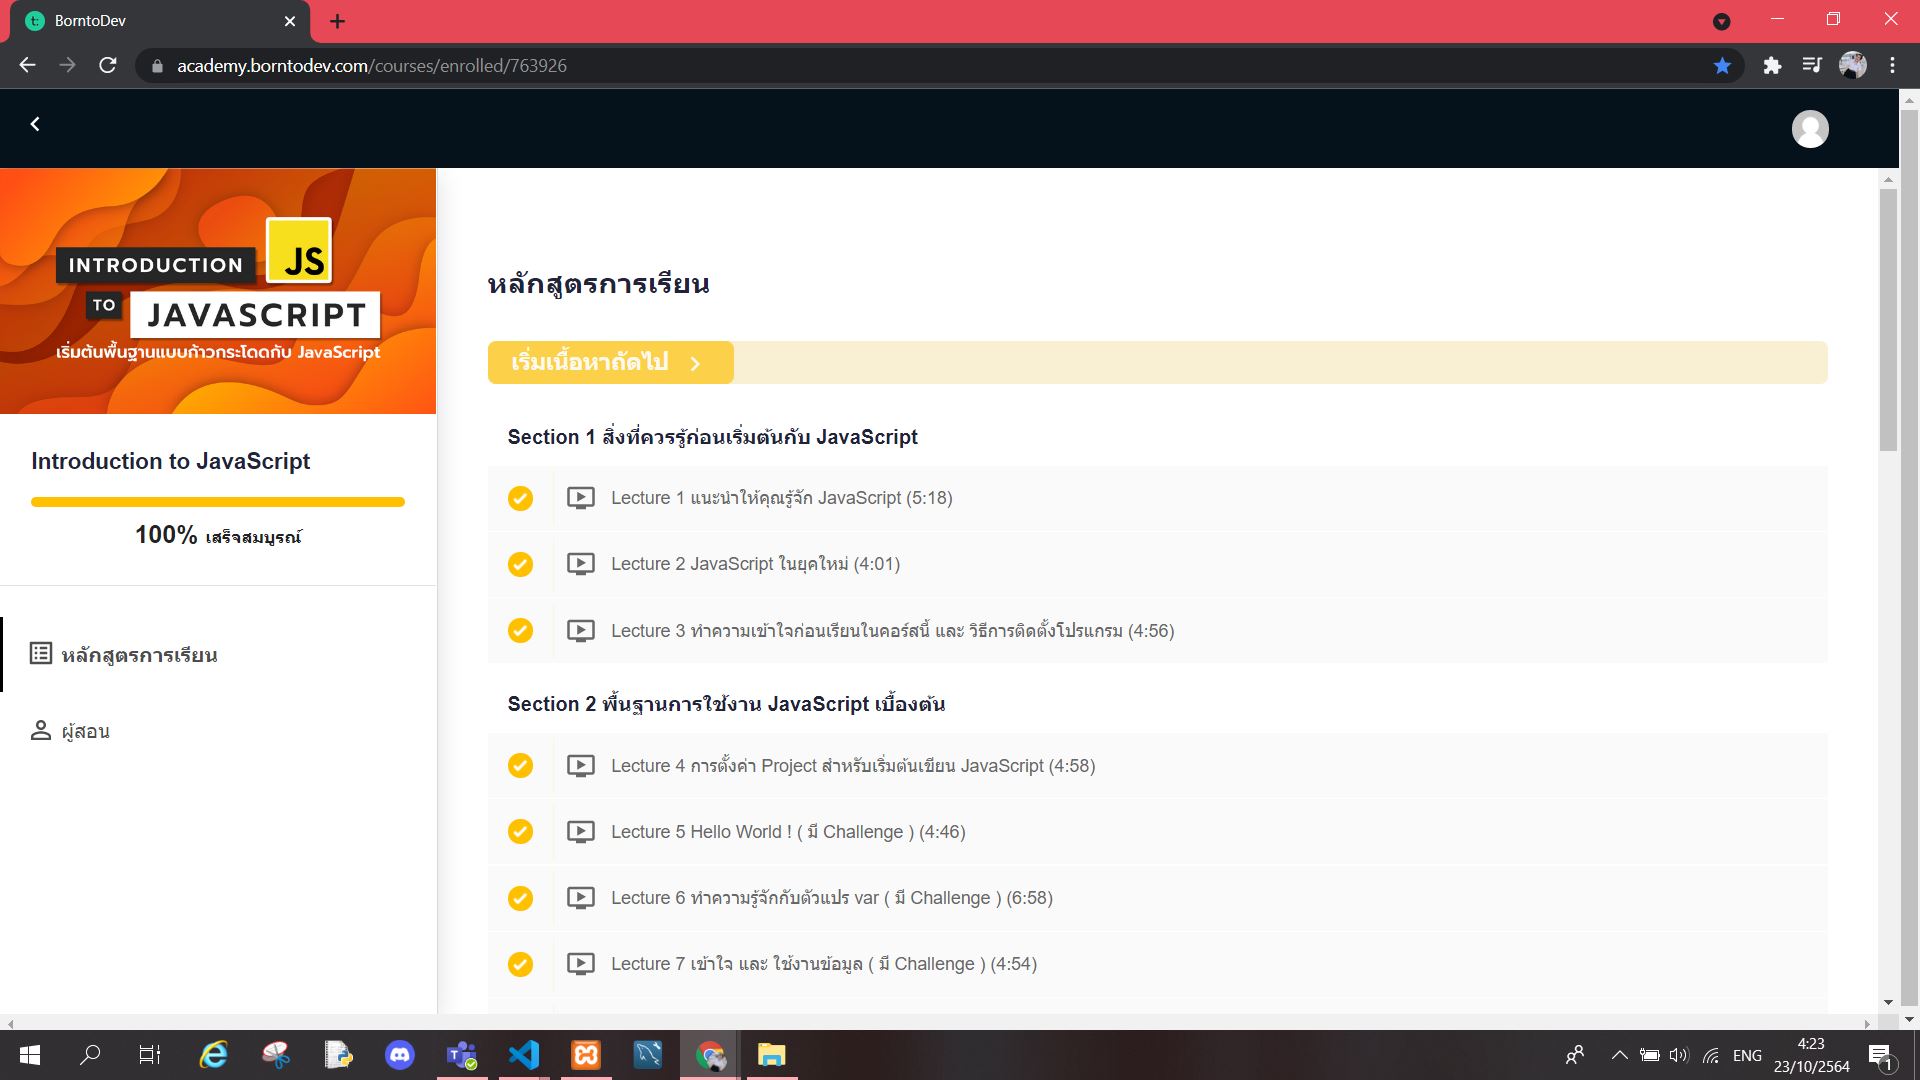 BorntoDev
academy.borntodev.com/courses/enrolled/763926
INTRODUCTION
JS
TO
JAVASCRIPT
เริ่มต้นพื้นฐานแบบก้าวกระโดดกับ JavaScript
Introduction to JavaScript
100% เสร็จสมบูรณ์
หลักสูตรการเรียน
ผู้สอน
หลักสูตรการเรียน
เริ่มเนื้อหาถัดไป
Section 1 สิ่งที่ควรรู้ก่อนเริ่มต้นกับ JavaScript
Lecture 1 แนะนำให้คุณรู้จัก JavaScript (5:18)
Lecture 2 JavaScript ในยุคใหม่ (4:01)
Lecture 3 ทำความเข้าใจก่อนเรียนในคอร์สนี้ และ วิธีการติดตั้งโปรแกรม (4:56)
Section 2 พื้นฐานการใช้งาน JavaScript เบื้องต้น
Lecture 4 การตั้งค่า Project สำหรับเริ่มต้นเขียน JavaScript (4:58)
Lecture 5 Hello World ! ( มี Challenge ) (4:46)
Lecture 6 ทำความรู้จักกับตัวแปร var ( มี Challenge ) (6:58)
Lecture 7 เข้าใจ และ ใช้งานข้อมูล ( มี Challenge ) (4:54)
ENG
4:23
23/10/2564
1